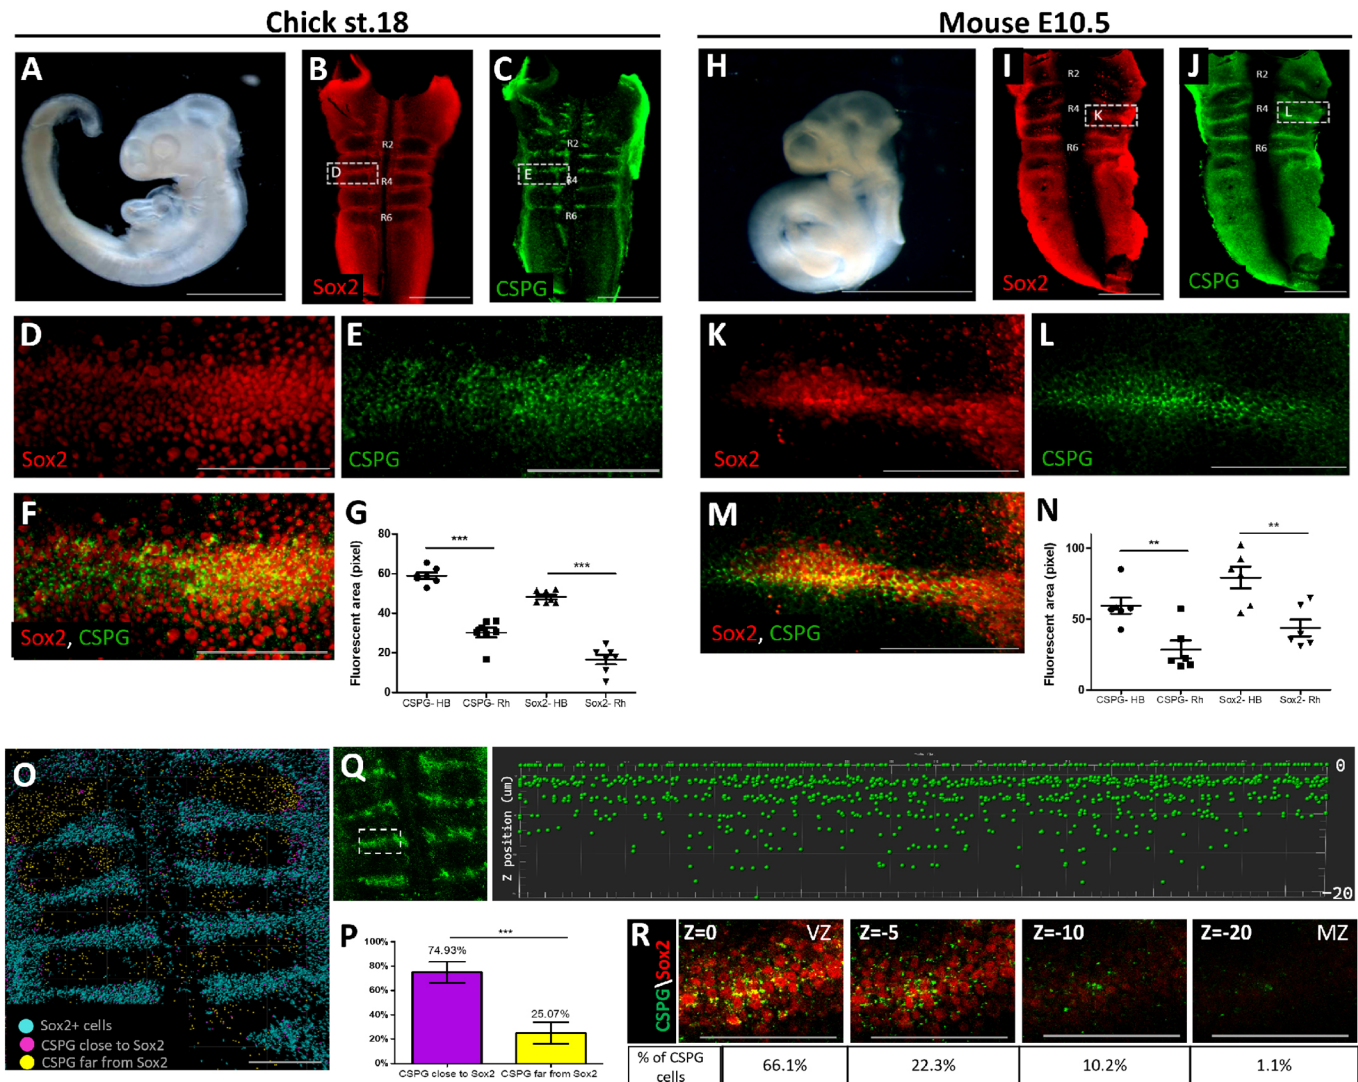 Chick st.18
Mouse E10.5
A
B
R2
D
R4
R6
Sox2
C
R2
E
R4
R6
CSPG
H
I
R2
R4
K
R6
Sox2
J
R2
R4
L
R6
CSPG
D
Sox2
E
CSPG
K
Sox2
L
CSPG
F
Sox2, CSPG
G
Fluorescent area (pixel)
80
60
40
20
0
***
***
CSPG- HB
CSPG- Rh
Sox2- HB
Sox2- Rh
M
Sox2, CSPG
N
Fluorescent area (pixel)
100
50
0
**
**
CSPG- HB
CSPG- Rh
Sox2- HB
Sox2- Rh
O
Sox2+ cells
CSPG close to Sox2
CSPG far from Sox2
Q
Z position (um)
0
-20
P
100%
80%
60%
40%
20%
0%
***
74.93%
25.07%
CSPG close to Sox2
CSPG far from Sox2
R
CSPG\Sox2
Z=0
VZ
Z=-5
Z=-10
Z=-20
MZ
% of CSPG
cells
66.1%
22.3%
10.2%
1.1%